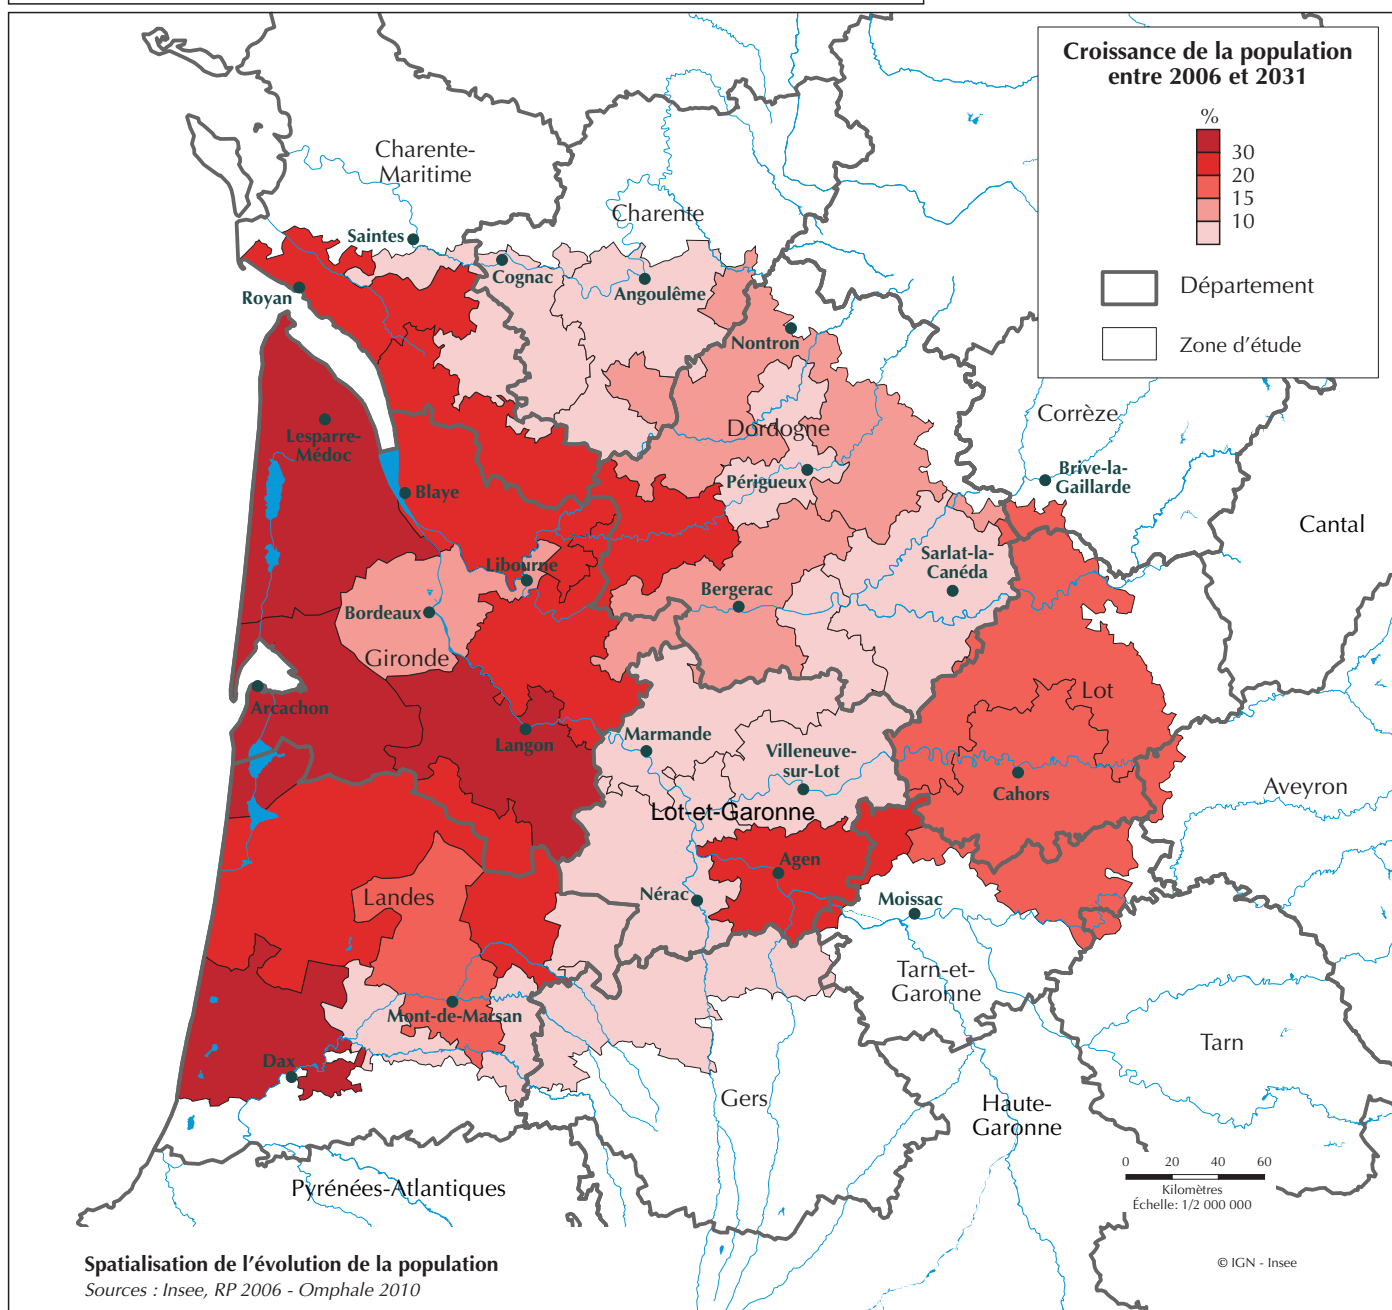 Croissance de la population
entre 2006 et 2031
%
30
20
15
10
Département
Zone d'étude
Charente-
Maritime
Charente
Saintes
Cognac
Angoulême
Royan
Nontron
Lesparre-
Médoc
Dordogne
Corrèze
Périgueux
Brive-la-
Gaillarde
Blaye
Cantal
Libourne
Sarlat-la-
Canéda
Bordeaux
Bergerac
Gironde
Lot
Arcachon
Langon
Marmande
Villeneuve-
sur-Lot
Cahors
Aveyron
Lot-et-Garonne
Agen
Landes
Nérac
Moissac
Tarn-et-
Garonne
Mont-de-Marsan
Tarn
Dax
Gers
Haute-
Garonne
Pyrénées-Atlantiques
0 20 40 60
Kilomètres
Échelle: 1/2 000 000
Spatialisation de l'évolution de la population
Sources : Insee, RP 2006 - Omphale 2010
© IGN - Insee